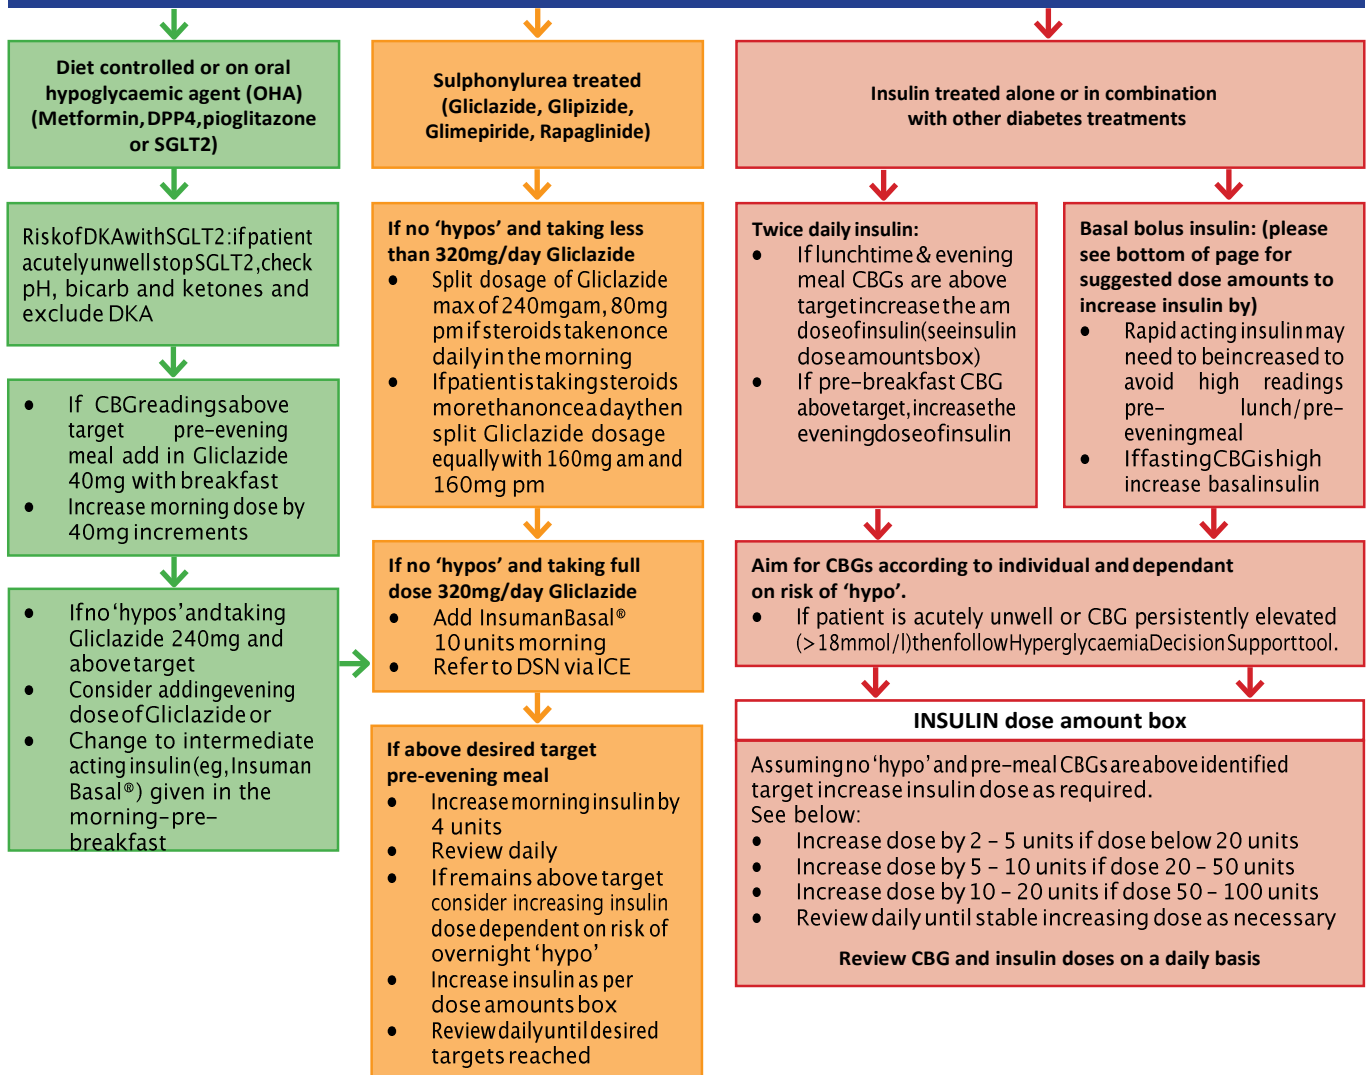 Diet controlled or on oral
hypoglycaemic agent (OHA)
(Metformin, DPP4, pioglitazone
or SGLT2)
Risk of DKA with SGLT2: if patient
acutely unwell stop SGLT2, check
pH, bicarb and ketones and
exclude DKA
• If CBG readings above
target pre-evening
meal add in Gliclazide
40mg with breakfast
• Increase morning dose by
40mg increments
• If no ‘hypos’ and taking
Gliclazide 240mg and
above target
• Consider adding evening
dose of Gliclazide or
• Change to intermediate
acting insulin (eg, Insuman
Basal®) given in the
morning-pre-
breakfast
Sulphonylurea treated
(Gliclazide, Glipizide,
Glimepiride, Rapaglinide)
If no ‘hypos’ and taking less
than 320mg/day Gliclazide
• Split dosage of Gliclazide
max of 240mg am, 80mg
pm if steroids taken once
daily in the morning
• If patient is taking steroids
more than once a day then
split Gliclazide dosage
equally with 160mg am and
160mg pm
If no ‘hypos’ and taking full
dose 320mg/day Gliclazide
• Add Insuman Basal®
10 units morning
• Refer to DSN via ICE
If above desired target
pre-evening meal
• Increase morning insulin by
4 units
• Review daily
• If remains above target
consider increasing insulin
dose dependent on risk of
overnight ‘hypo’
• Increase insulin as per
dose amounts box
• Review daily until desired
targets reached
Insulin treated alone or in combination
with other diabetes treatments
Twice daily insulin:
• If lunchtime & evening
meal CBGs are above
target increase the am
dose of insulin (see insulin
dose amounts box)
• If pre-breakfast CBG
above target, increase the
evening dose of insulin
Basal bolus insulin: (please
see bottom of page for
suggested dose amounts to
increase insulin by)
• Rapid acting insulin may
need to be increased to
avoid high readings
pre- lunch/pre-
evening meal
• If fasting CBG is high
increase basal insulin
Aim for CBGs according to individual and dependant
on risk of ‘hypo’.
• If patient is acutely unwell or CBG persistently elevated
(>18mmol/l) then follow Hyperglycaemia Decision Support tool.
INSULIN dose amount box
Assuming no ‘hypo’ and pre-meal CBGs are above identified
target increase insulin dose as required.
See below:
• Increase dose by 2 – 5 units if dose below 20 units
• Increase dose by 5 – 10 units if dose 20 – 50 units
• Increase dose by 10 – 20 units if dose 50 – 100 units
• Review daily until stable increasing dose as necessary
Review CBG and insulin doses on a daily basis